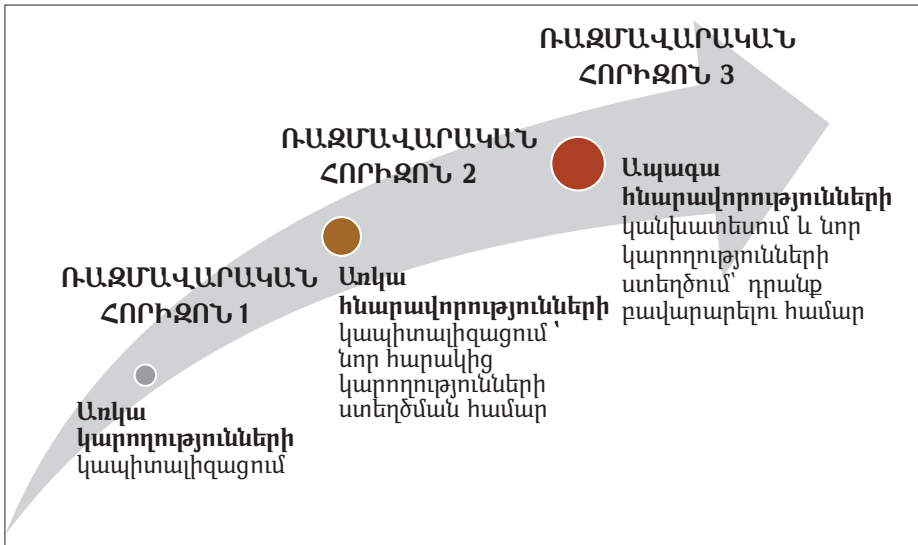 ՌԱԶՄԱՎԱՐԱԿԱՆ
ՀՈՐԻԶՈՆ 1
Առկա
կարողությունների
կապիտալիզացում
ՌԱԶՄԱՎԱՐԱԿԱՆ
ՀՈՐԻԶՈՆ 2
Առկա
հնարավորությունների
կապիտալիզացում ՝
նոր հարակից
կարողությունների
ստեղծման համար
ՌԱԶՄԱՎԱՐԱԿԱՆ
ՀՈՐԻԶՈՆ 3
Ապագա
հնարավորությունների
կանխատեսում և նոր
կարողությունների
ստեղծում՝ դրանք
բավարարելու համար